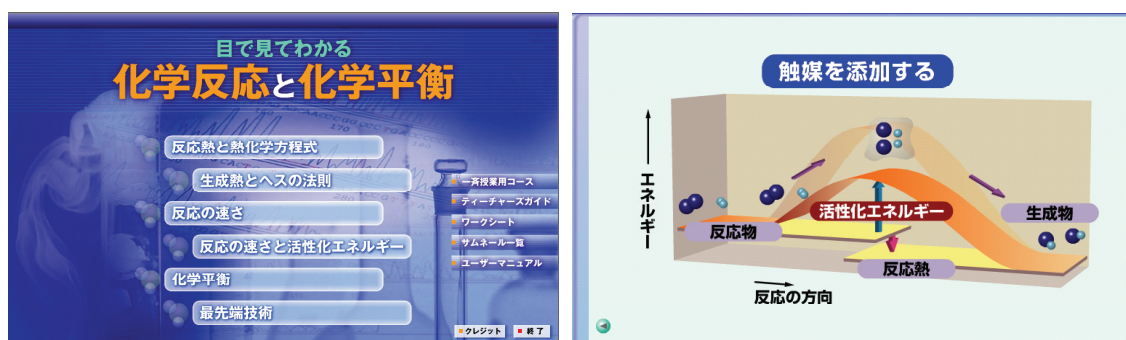 目で見てわかる
化学反応と化学平衡
反応熱と熱化学方程式
生成熱とヘスの法則
反応の速さ
反応の速さと活性化エネルギー
化学平衡
最先端技術
一斉授業用コース
ティーチャーズガイド
ワークシート
サムネール一覧
ユーザーマニュアル
クレジット
終了
触媒を添加する
エネルギー
活性化エネルギー
生成物
反応物
反応熱
反応の方向